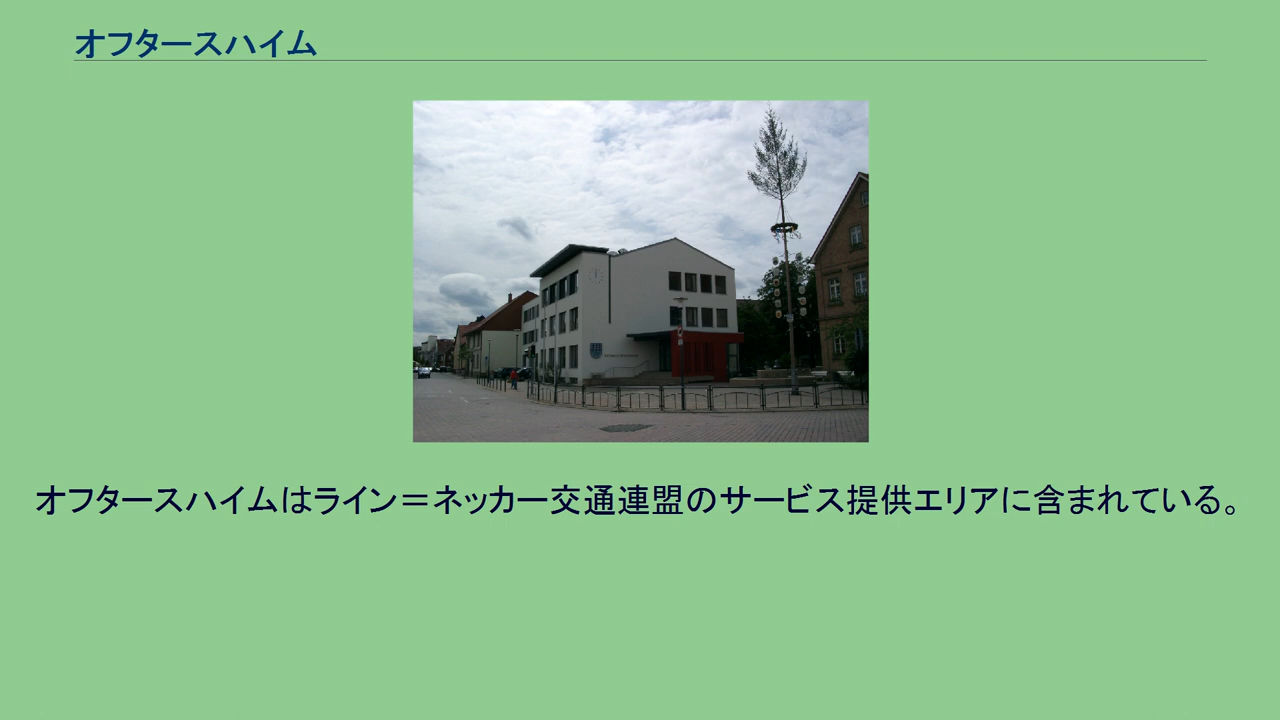 オフタースハイム
オフタースハイムはライン＝ネッカー交通連盟のサービス提供エリアに含まれている。